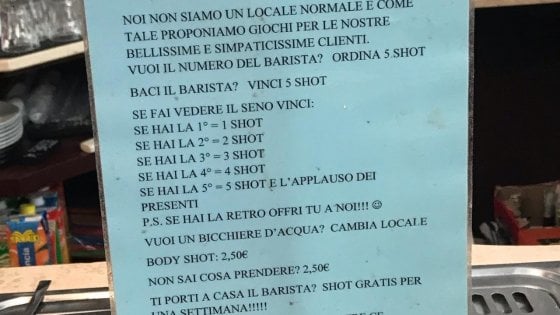 NOI NON SIAMO UN LOCALE NORMALE E COME
TALE PROPONIAMO GIOCHI PER LE NOSTRE
BELLISSIME E SIMPATICISSIME CLIENTI.
VUOI IL NUMERO DEL BARISTA? ORDINA 5 SHOT
BACI IL BARISTA? VINCI 5 SHOT
SE FAI VEDERE IL SENO VINCI:
SE HAI LA 1° = 1 SHOT
SE HAI LA 2° = 2 SHOT
SE HAI LA 3° = 3 SHOT
SE HAI LA 4° = 4 SHOT
SE HAI LA 5° = 5 SHOT E L'APPLAUSO DEI
PRESENTI
P.S. SE HAI LA RETRO OFFRI TU A NOI!!! ☺
VUOI UN BICCHIERE D'ACQUA? CAMBIA LOCALE
BODY SHOT: 2,50€
NON SAI COSA PRENDERE? 2,50€
TI PORTI A CASA IL BARISTA? SHOT GRATIS PER
UNA SETTIMANA!!!!!